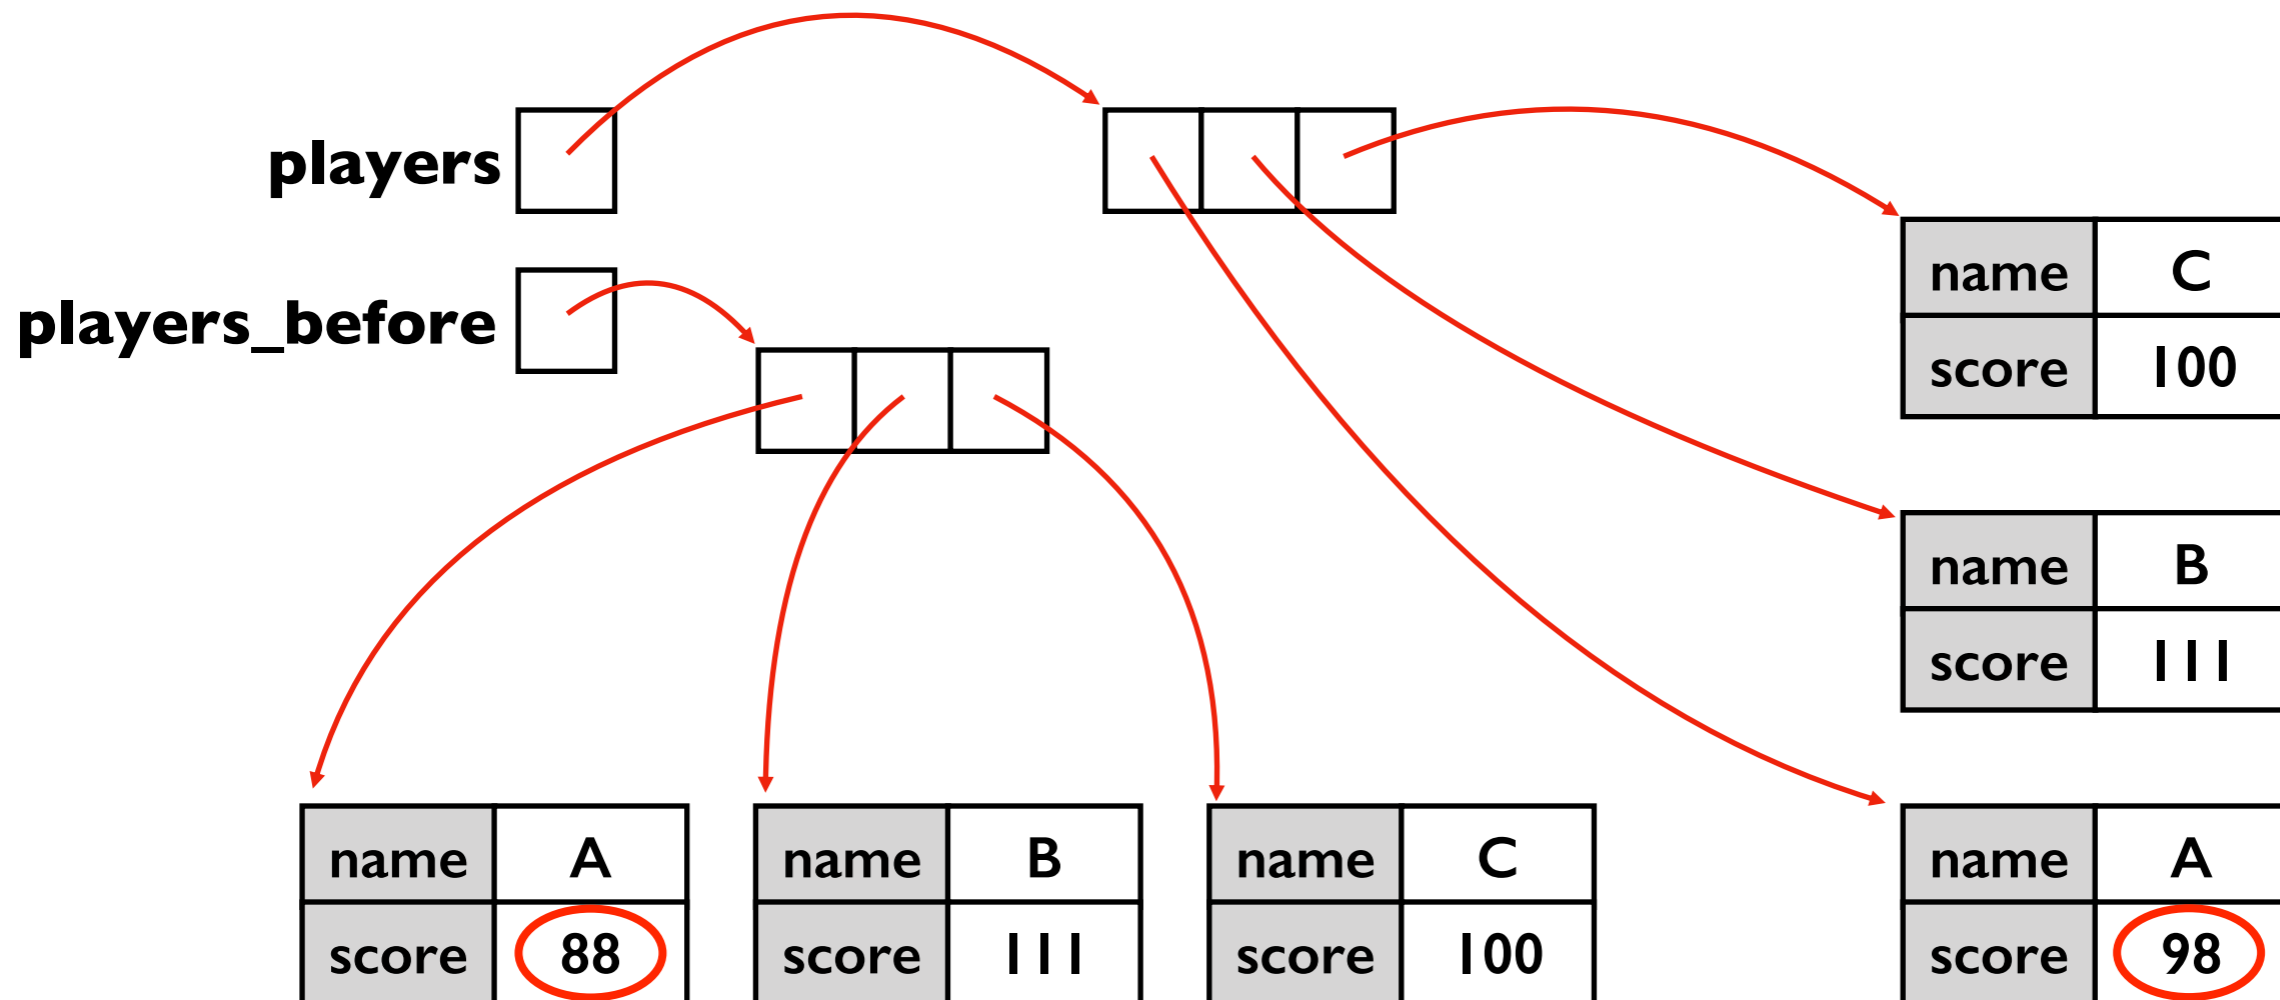 players
players_before
name C
score 100
name B
score 111
name A
score 88
name B
score 111
name C
score 100
name A
score 98